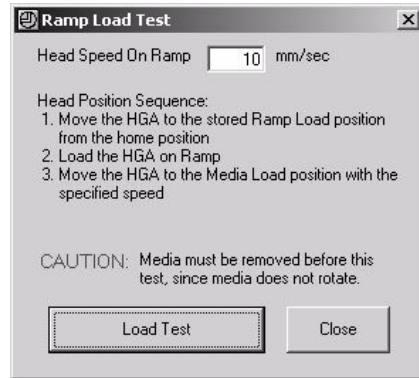 Ramp Load Test
Head Speed On Ramp 10 mm/sec
Head Position Sequence:
1. Move the HGA to the stored Ramp Load position
from the home position
2. Load the HGA on Ramp
3. Move the HGA to the Media Load position with the
specified speed
CAUTION: Media must be removed before this
test, since media does not rotate.
Load Test Close